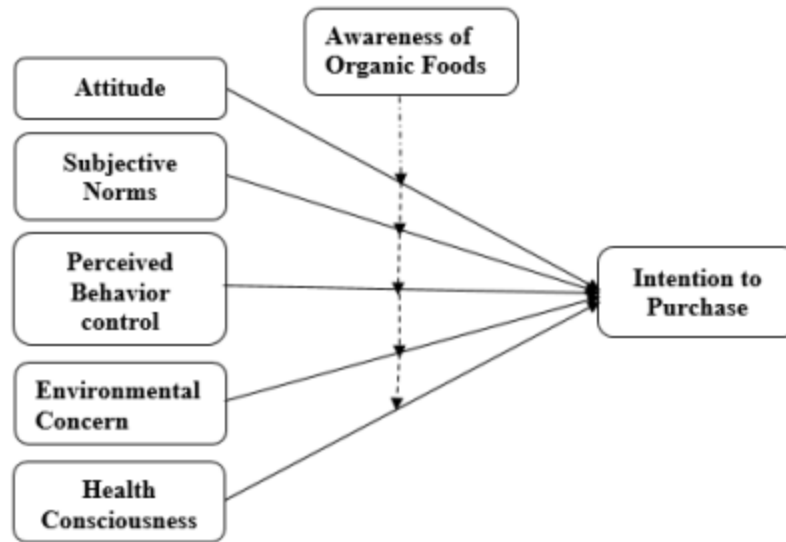 Awareness of
Organic Foods
Attitude
Subjective
Norms
Perceived
Behavior
control
Environmental
Concern
Health
Consciousness
Intention to
Purchase